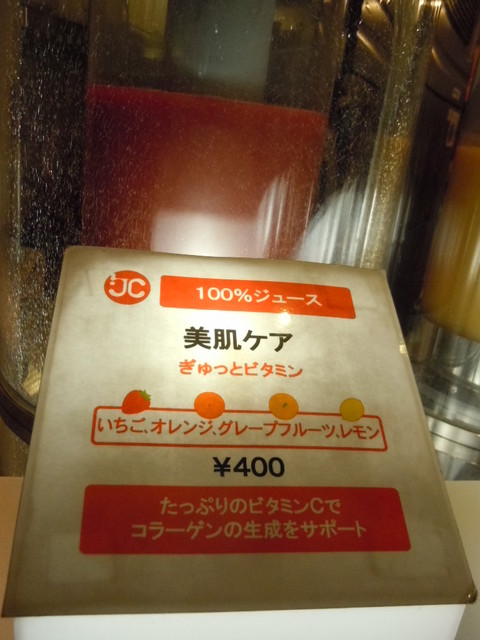 JC
100%ジュース
美肌ケア
ぎゅっとビタミン
いちご、オレンジ、グレープフルーツ、レモン
¥400
たっぷりのビタミンCで
コラーゲンの生成をサポート